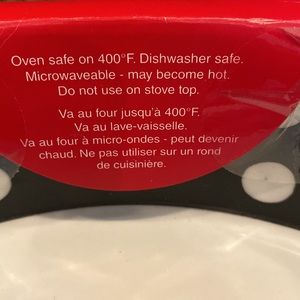 Oven safe on 400°F. Dishwasher safe.
Microwaveable - may become hot.
Do not use on stove top.
Va au four jusqu'à 400°F.
Va au lave-vaisselle.
Va au four à micro-ondes - peut devenir
chaud. Ne pas utiliser sur un rond
de cuisinière.